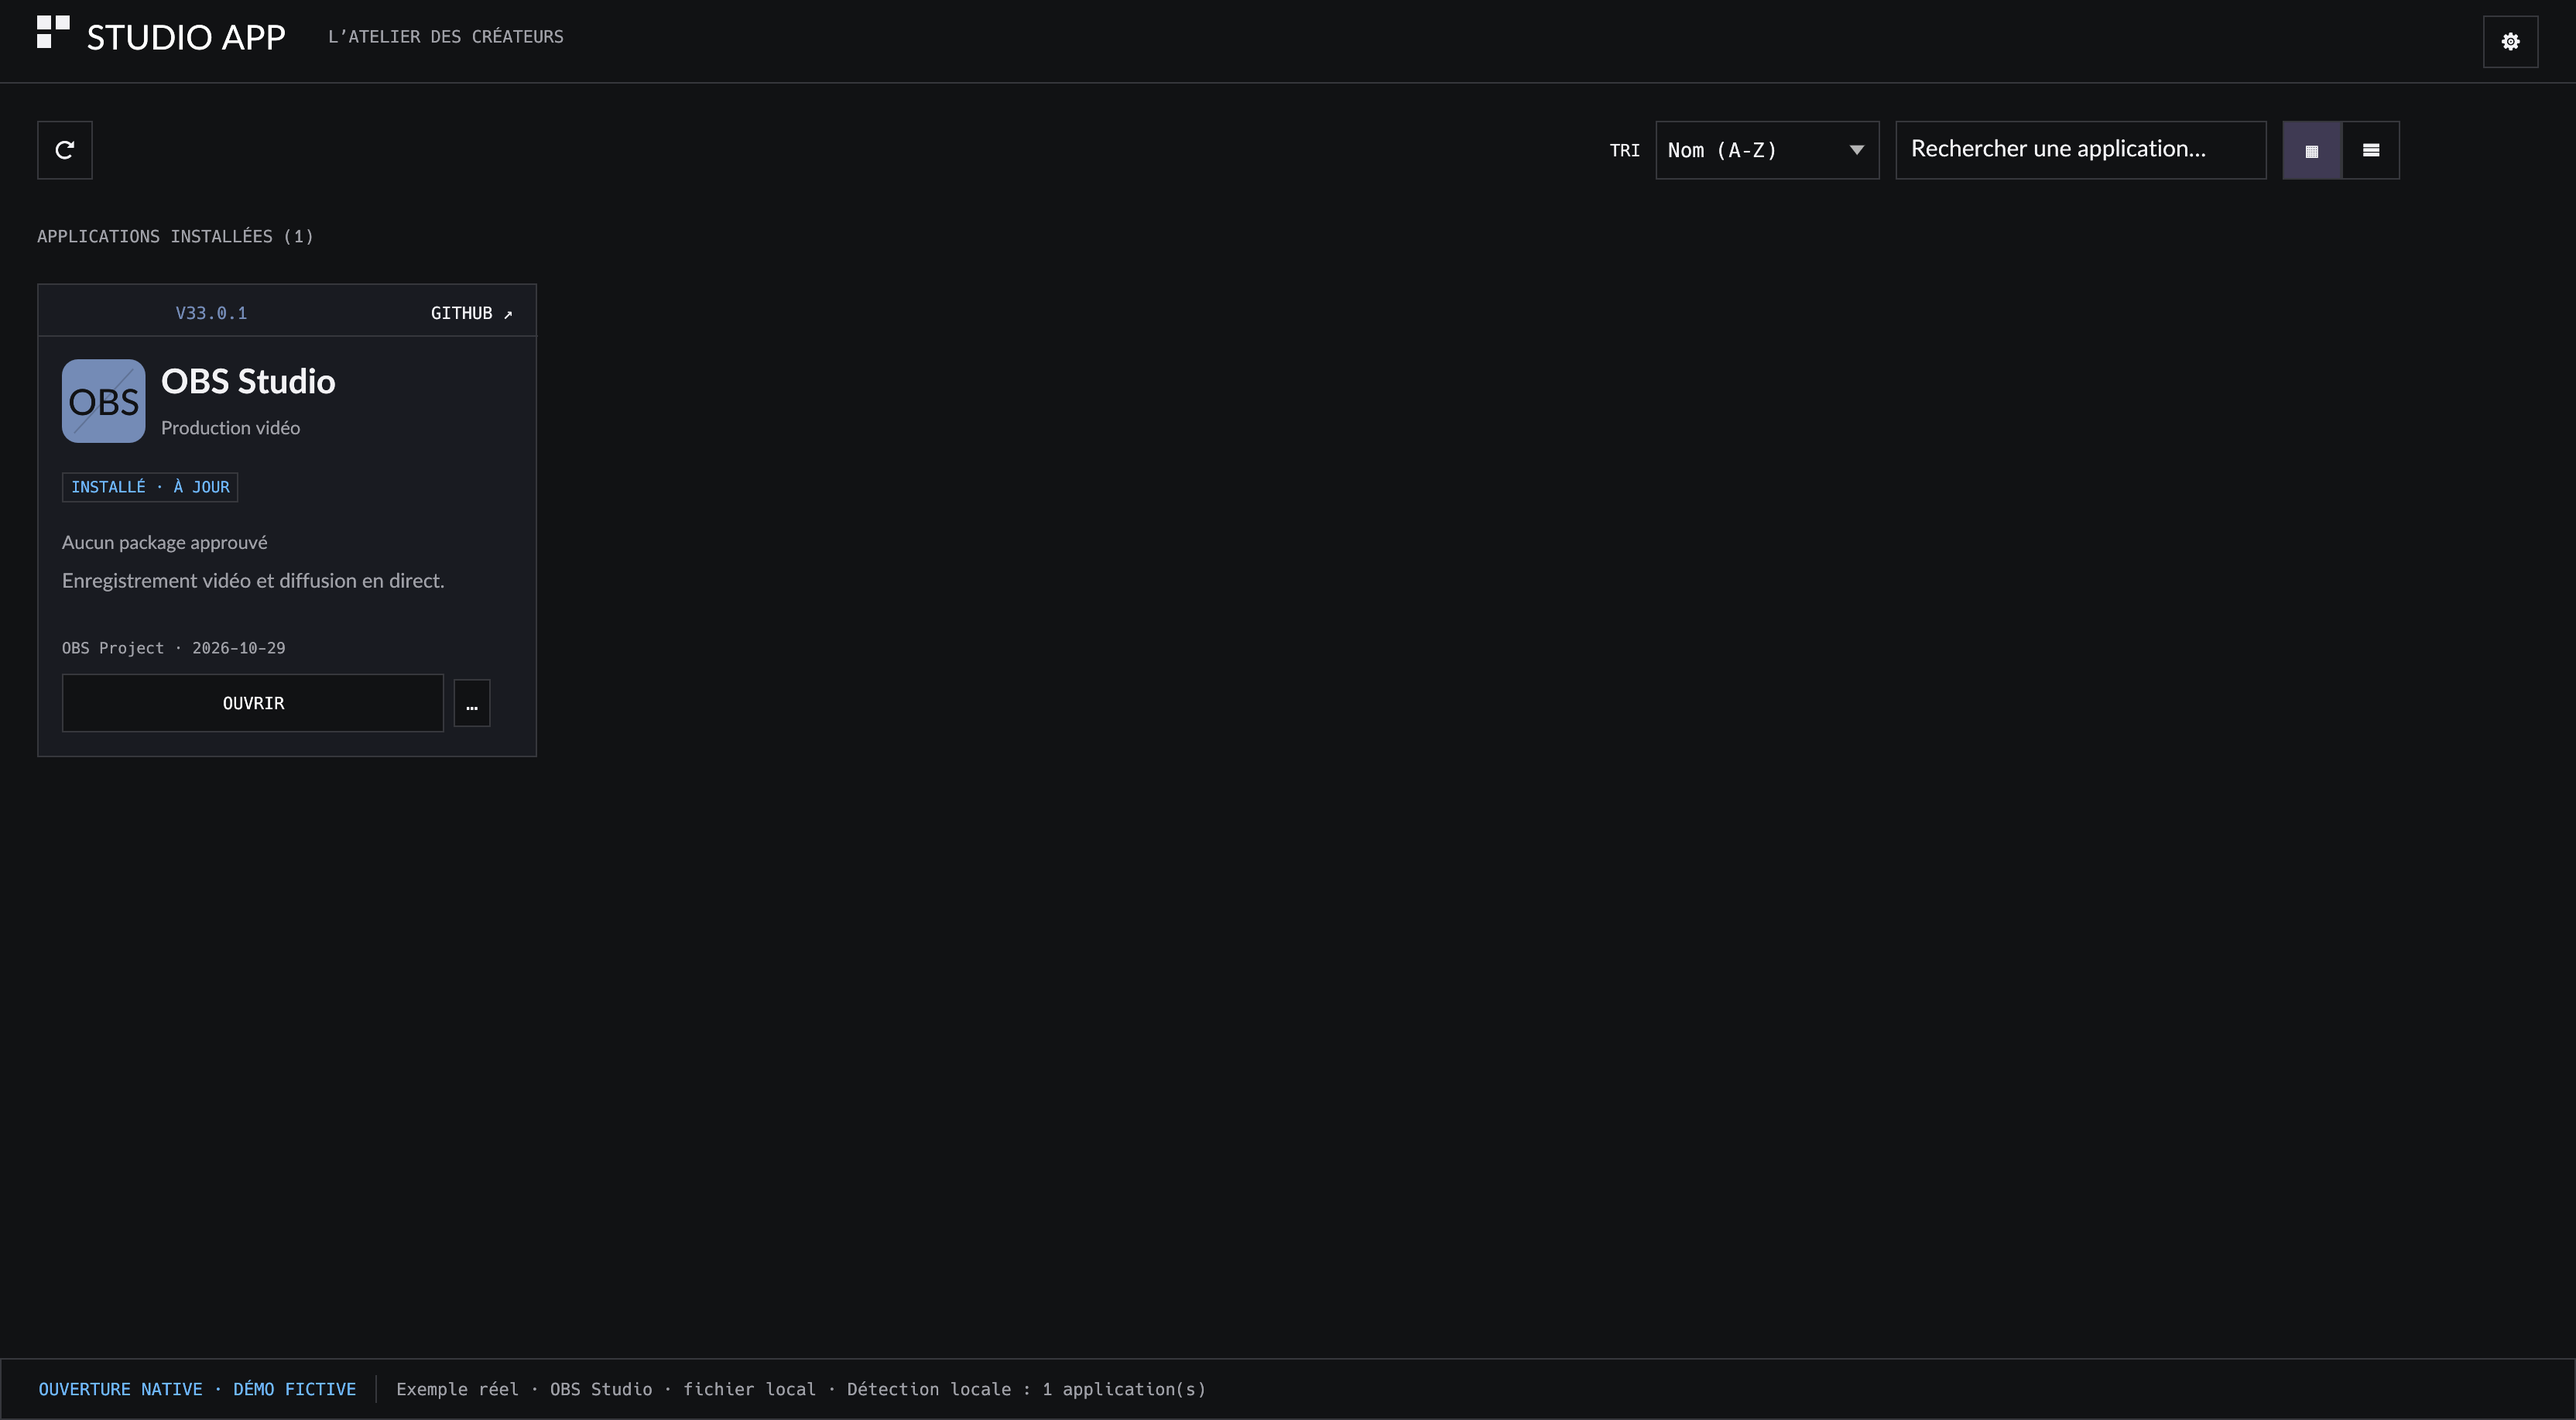 STUDIO APP
L’ATELIER DES CRÉATEURS
TRI
Nom (A-Z)
Rechercher une application...
APPLICATIONS INSTALLÉES (1)
V33.0.1
GITHUB ↗
OBS
OBS Studio
Production vidéo
INSTALLÉ · À JOUR
Aucun package approuvé
Enregistrement vidéo et diffusion en direct.
OBS Project · 2026-10-29
OUVRIR
…
OUVERTURE NATIVE · DÉMO FICTIVE
Exemple réel · OBS Studio · fichier local · Détection locale : 1 application(s)